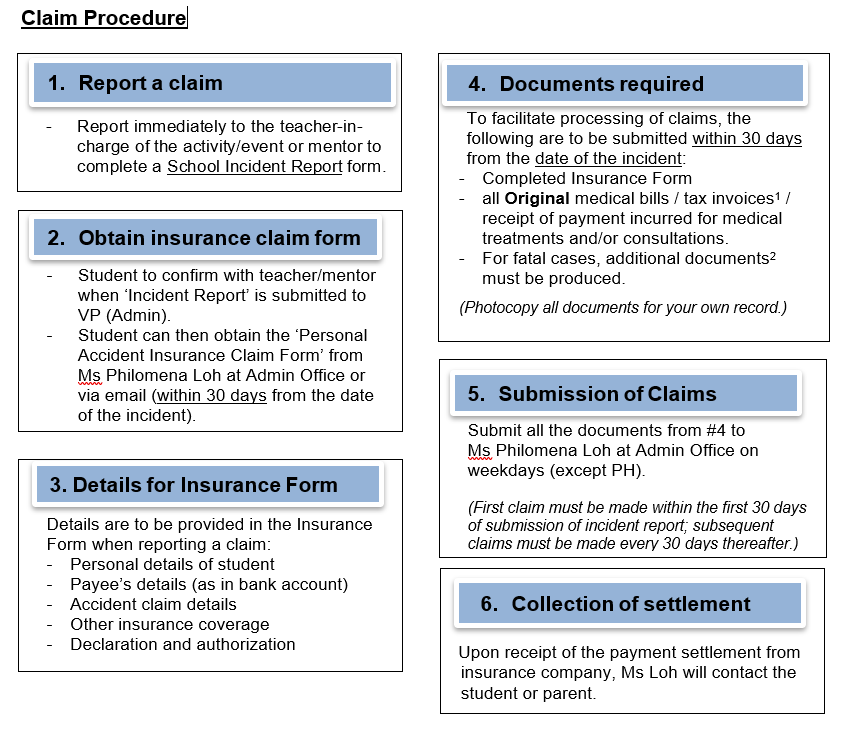 Claim Procedure
1. Report a claim
- Report immediately to the teacher-in-
charge of the activity/event or mentor to
complete a School Incident Report form.
2. Obtain insurance claim form
- Student to confirm with teacher/mentor
when ‘Incident Report’ is submitted to
VP (Admin).
- Student can then obtain the ‘Personal
Accident Insurance Claim Form’ from
Ms Philomena Loh at Admin Office or
via email (within 30 days from the date
of the incident).
3. Details for Insurance Form
Details are to be provided in the Insurance
Form when reporting a claim:
- Personal details of student
- Payee’s details (as in bank account)
- Accident claim details
- Other insurance coverage
- Declaration and authorization
4. Documents required
To facilitate processing of claims, the
following are to be submitted within 30 days
from the date of the incident:
- Completed Insurance Form
- all Original medical bills / tax invoices¹ /
receipt of payment incurred for medical
treatments and/or consultations.
- For fatal cases, additional documents²
must be produced.
(Photocopy all documents for your own record.)
5. Submission of Claims
Submit all the documents from #4 to
Ms Philomena Loh at Admin Office on
weekdays (except PH).
(First claim must be made within the first 30 days
of submission of incident report; subsequent
claims must be made every 30 days thereafter.)
6. Collection of settlement
Upon receipt of the payment settlement from
insurance company, Ms Loh will contact the
student or parent.